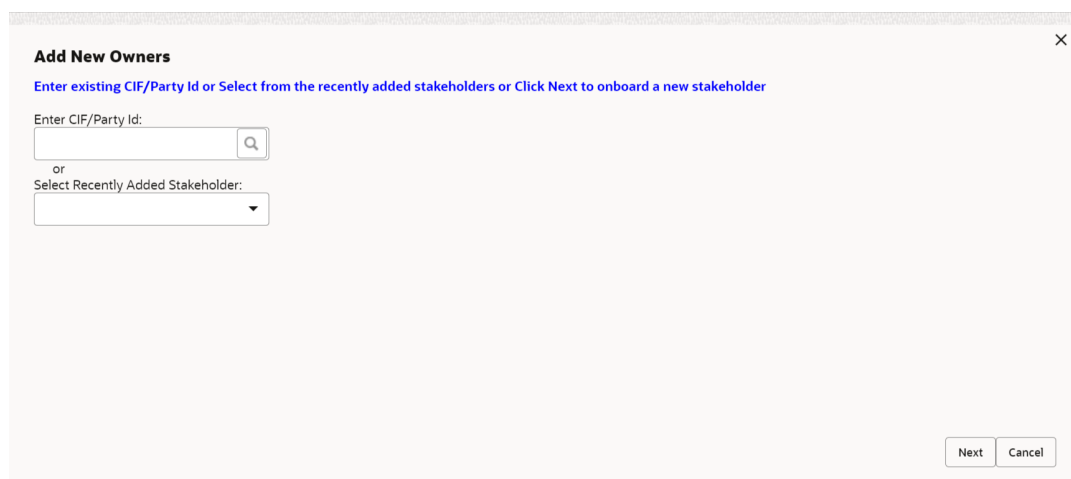 Add New Owners
Enter existing CIF/Party Id or Select from the recently added stakeholders or Click Next to onboard a new stakeholder
Enter CIF/Party Id:
or
Select Recently Added Stakeholder:
Next Cancel